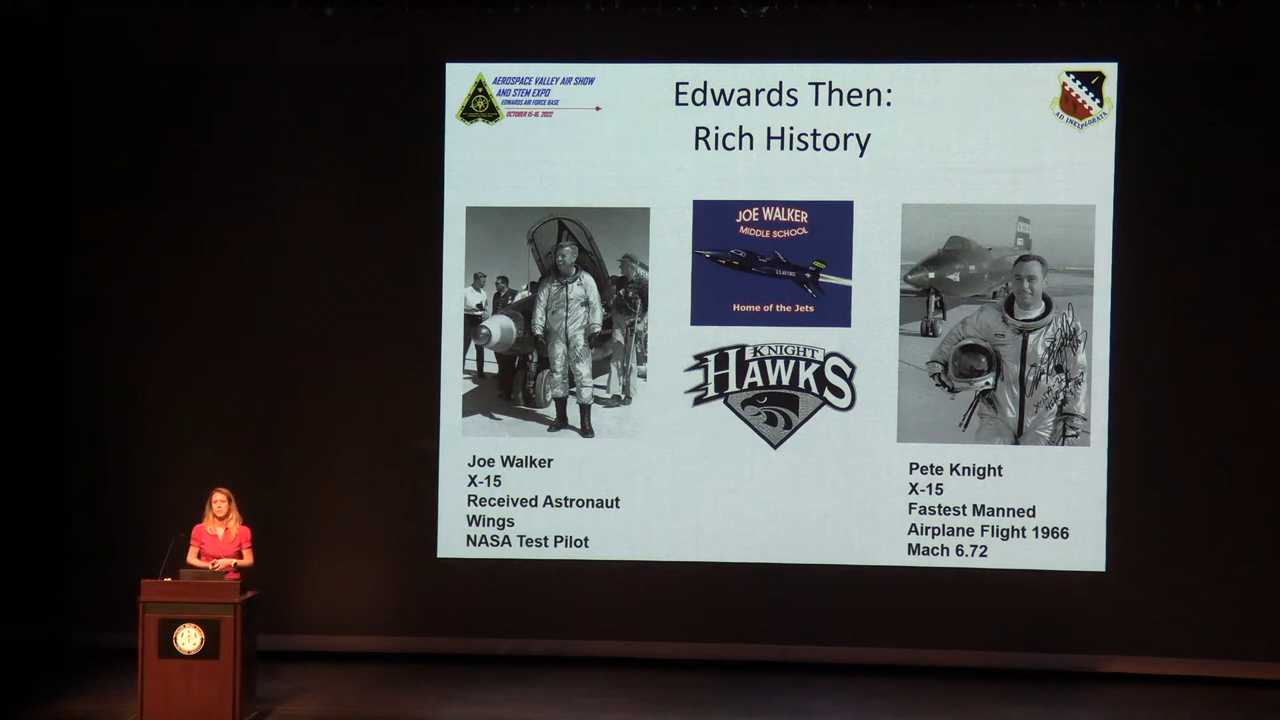 AEROSPACE VALLEY AIR SHOW
AND STEM EXPO
EDWARDS AIR FORCE BASE
OCTOBER 15-16, 2022
Edwards Then:
Rich History
AD INEXPLORATA
JOE WALKER
MIDDLE SCHOOL
U.S. AIR FORCE
Home of the Jets
KNIGHT
HAWKS
Joe Walker
X-15
Received Astronaut
Wings
NASA Test Pilot
Pete Knight
X-15
Fastest Manned
Airplane Flight 1966
Mach 6.72